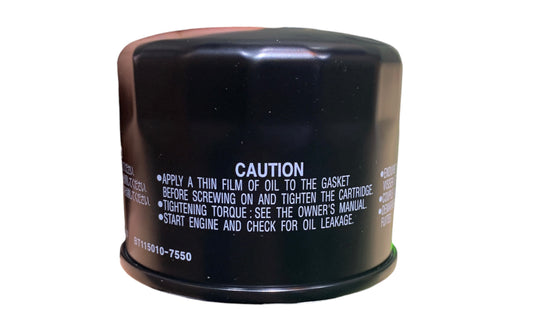 CAUTION
•APPLY A THIN FILM OF OIL TO THE GASKET
BEFORE SCREWING ON AND TIGHTEN THE CARTRIDGE.
•TIGHTENING TORQUE : SEE THE OWNER'S MANUAL.
•START ENGINE AND CHECK FOR OIL LEAKAGE.
BT115010-7550